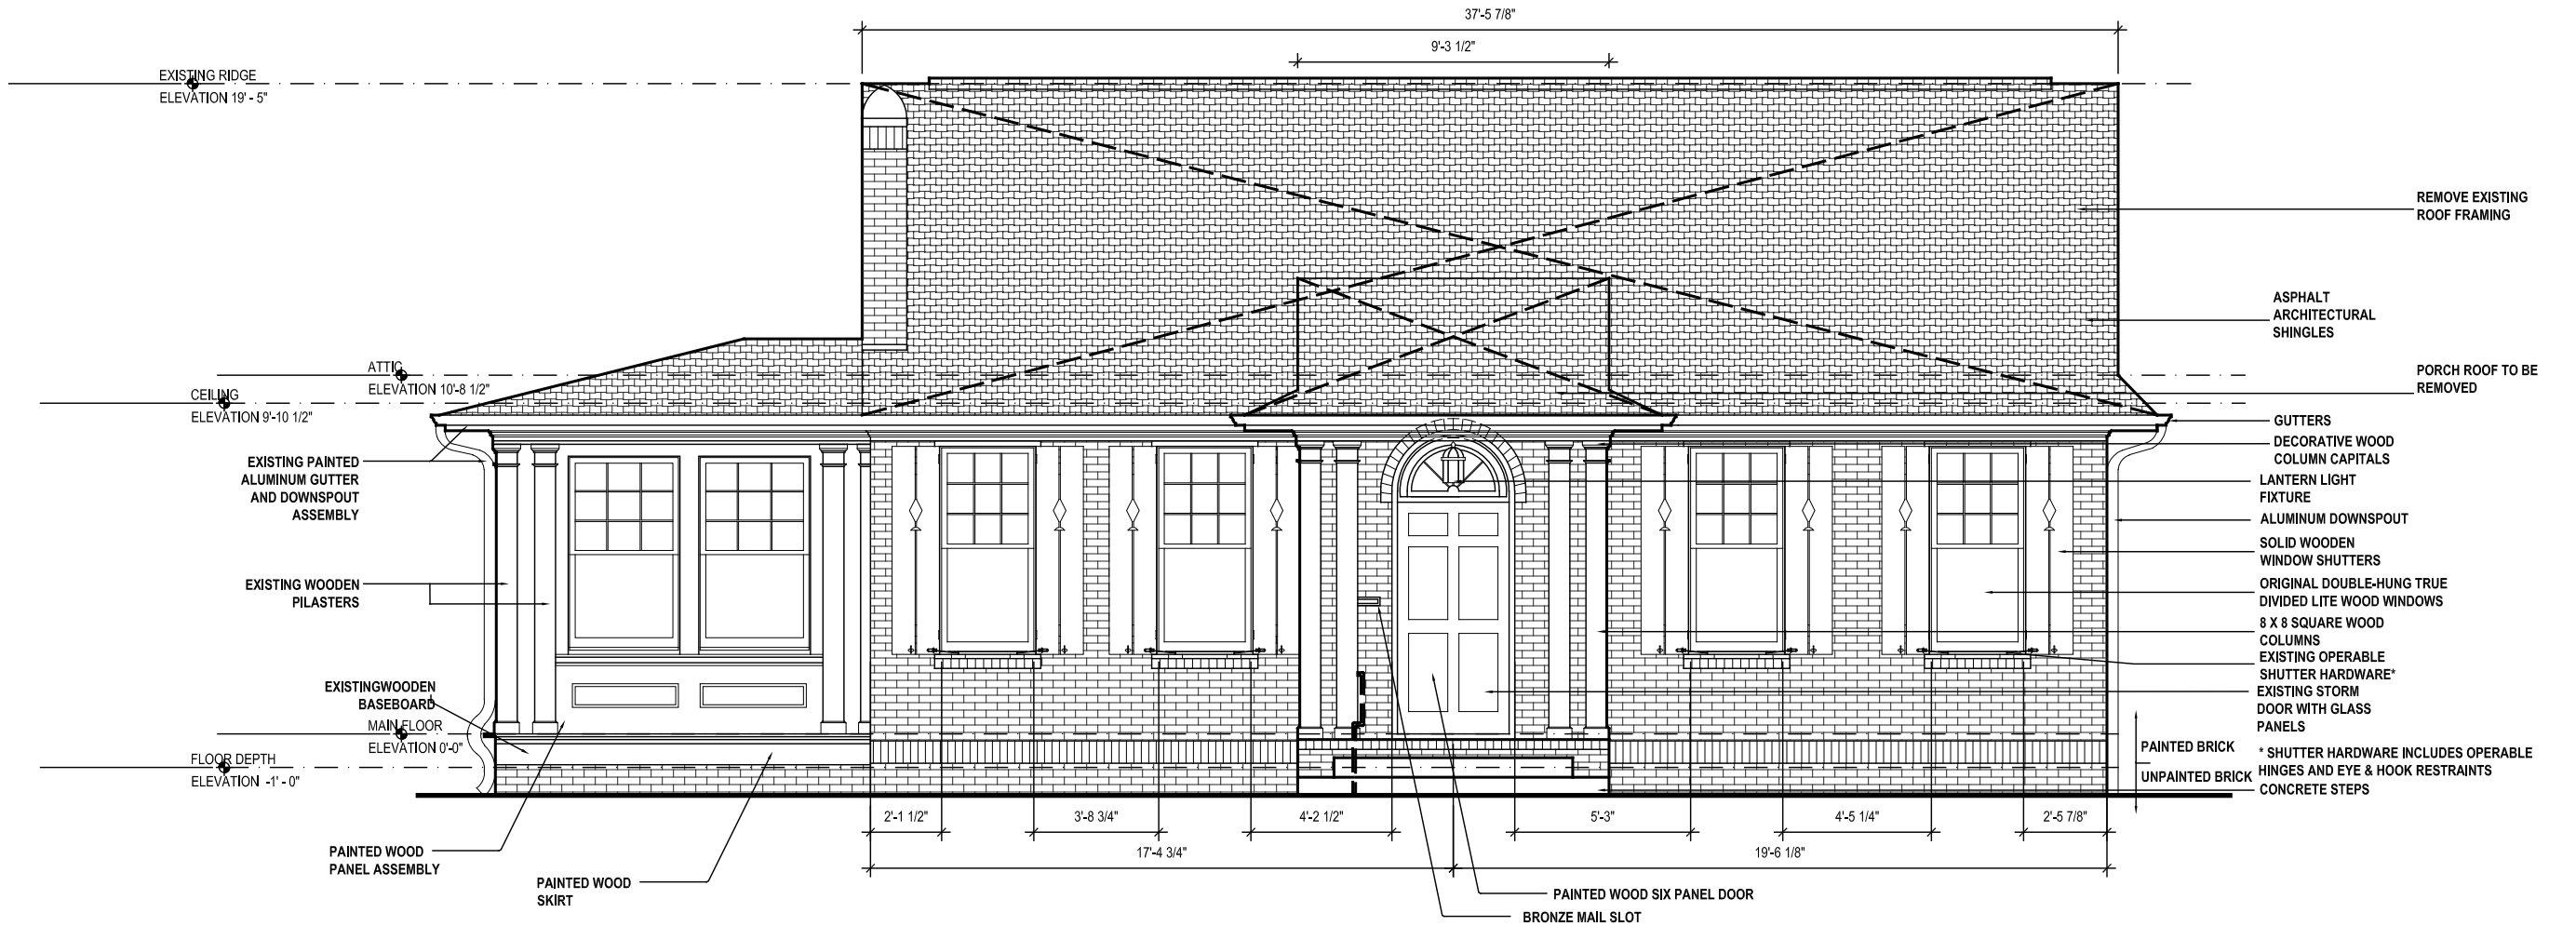 37'-5 7/8"
9'-3 1/2"
EXISTING RIDGE
ELEVATION 19' - 5"
REMOVE EXISTING
ROOF FRAMING
ASPHALT
ARCHITECTURAL
SHINGLES
ATTIC
ELEVATION 10'-8 1/2"
PORCH ROOF TO BE
REMOVED
CEILING
ELEVATION 9'-10 1/2"
GUTTERS
DECORATIVE WOOD
COLUMN CAPITALS
EXISTING PAINTED
ALUMINUM GUTTER
AND DOWNSPOUT
ASSEMBLY
LANTERN LIGHT
FIXTURE
ALUMINUM DOWNSPOUT
SOLID WOODEN
WINDOW SHUTTERS
EXISTING WOODEN
PILASTERS
ORIGINAL DOUBLE-HUNG TRUE
DIVIDED LITE WOOD WINDOWS
8 X 8 SQUARE WOOD
COLUMNS
EXISTING OPERABLE
SHUTTER HARDWARE*
EXISTING STORM
DOOR WITH GLASS
PANELS
EXISTINGWOODEN
BASEBOARD
MAIN FLOOR
ELEVATION 0'-0"
FLOOR DEPTH
ELEVATION -1' - 0"
PAINTED BRICK
UNPAINTED BRICK
* SHUTTER HARDWARE INCLUDES OPERABLE
HINGES AND EYE & HOOK RESTRAINTS
CONCRETE STEPS
2'-1 1/2"
3'-8 3/4"
4'-2 1/2"
5'-3"
4'-5 1/4"
2'-5 7/8"
17'-4 3/4"
19'-6 1/8"
PAINTED WOOD
PANEL ASSEMBLY
PAINTED WOOD
SKIRT
PAINTED WOOD SIX PANEL DOOR
BRONZE MAIL SLOT